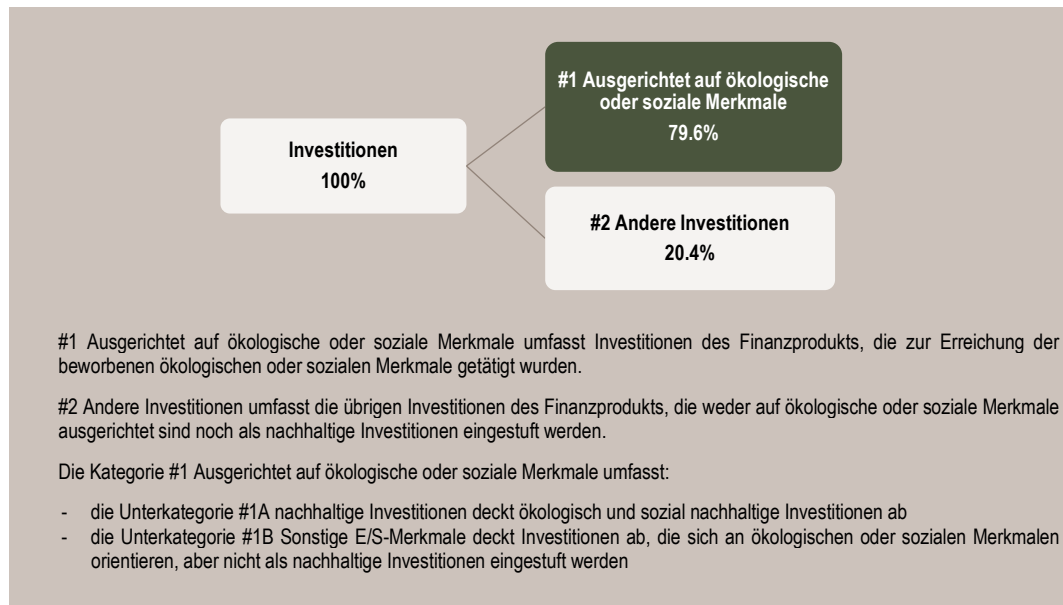 #1 Ausgerichtet auf ökologische
oder soziale Merkmale
79.6%
Investitionen
100%
#2 Andere Investitionen
20.4%
#1 Ausgerichtet auf ökologische oder soziale Merkmale umfasst Investitionen des Finanzprodukts, die zur Erreichung der
beworbenen ökologischen oder sozialen Merkmale getätigt wurden.
#2 Andere Investitionen umfasst die übrigen Investitionen des Finanzprodukts, die weder auf ökologische oder soziale Merkmale
ausgerichtet sind noch als nachhaltige Investitionen eingestuft werden.
Die Kategorie #1 Ausgerichtet auf ökologische oder soziale Merkmale umfasst:
- die Unterkategorie #1A nachhaltige Investitionen deckt ökologisch und sozial nachhaltige Investitionen ab
- die Unterkategorie #1B Sonstige E/S-Merkmale deckt Investitionen ab, die sich an ökologischen oder sozialen Merkmalen
orientieren, aber nicht als nachhaltige Investitionen eingestuft werden